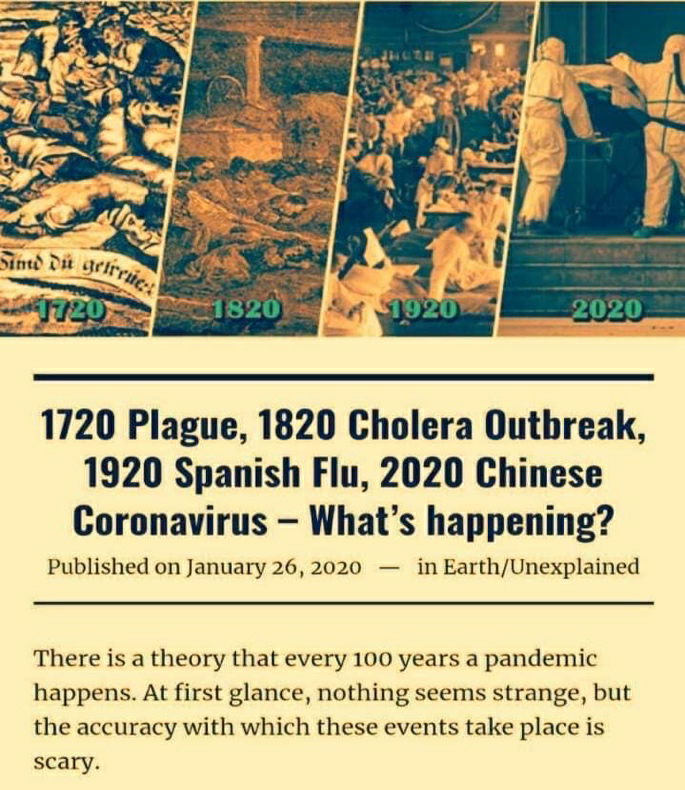 Sind Dü getreue
1720 1820 1920 2020
1720 Plague, 1820 Cholera Outbreak,
1920 Spanish Flu, 2020 Chinese
Coronavirus – What's happening?
Published on January 26, 2020 — in Earth/Unexplained
There is a theory that every 100 years a pandemic
happens. At first glance, nothing seems strange, but
the accuracy with which these events take place is
scary.